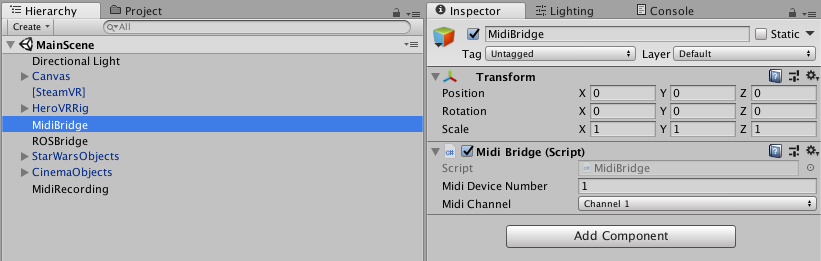 Hierarchy
Project
Create
All
MainScene
Directional Light
Canvas
[SteamVR]
HeroVRRig
MidiBridge
ROSBridge
StarWarsObjects
CinemaObjects
MidiRecording
Inspector
Lighting
Console
MidiBridge
Static
Tag Untagged Layer Default
Transform
Position X 0 Y 0 Z 0
Rotation X 0 Y 0 Z 0
Scale X 1 Y 1 Z 1
Midi Bridge (Script)
Script MidiBridge
Midi Device Number 1
Midi Channel Channel 1
Add Component